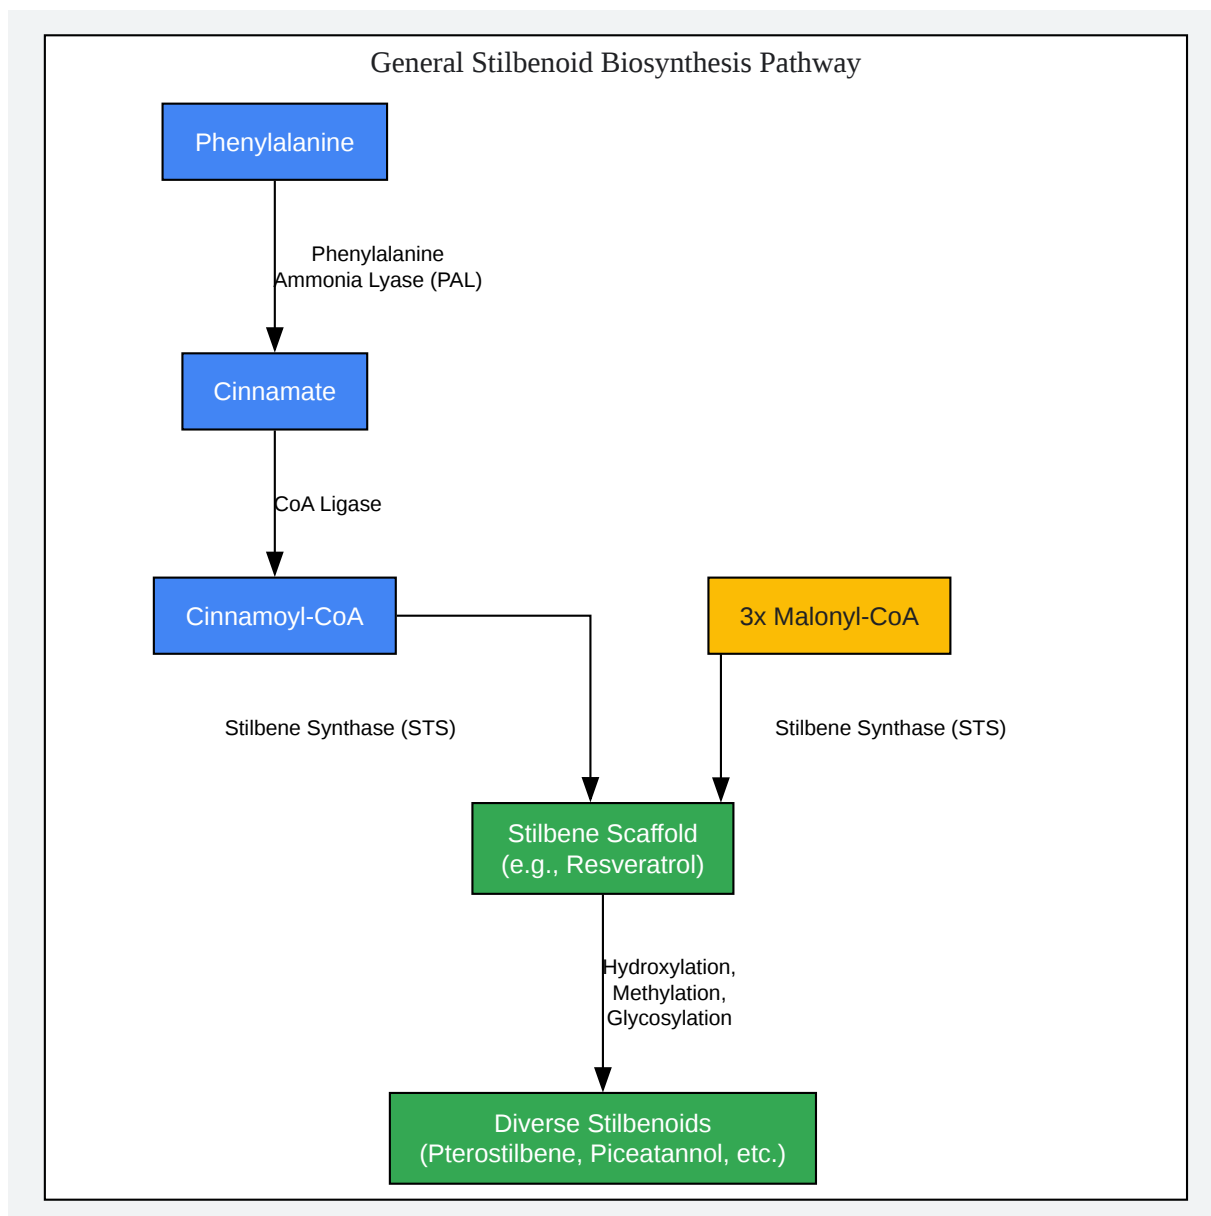 General Stilbenoid Biosynthesis Pathway
Phenylalanine
Phenylalanine
Ammonia Lyase (PAL)
Cinnamate
CoA Ligase
Cinnamoyl-CoA
3x Malonyl-CoA
Stilbene Synthase (STS)
Stilbene Synthase (STS)
Stilbene Scaffold
(e.g., Resveratrol)
Hydroxylation,
Methylation,
Glycosylation
Diverse Stilbenoids
(Pterostilbene, Piceatannol, etc.)